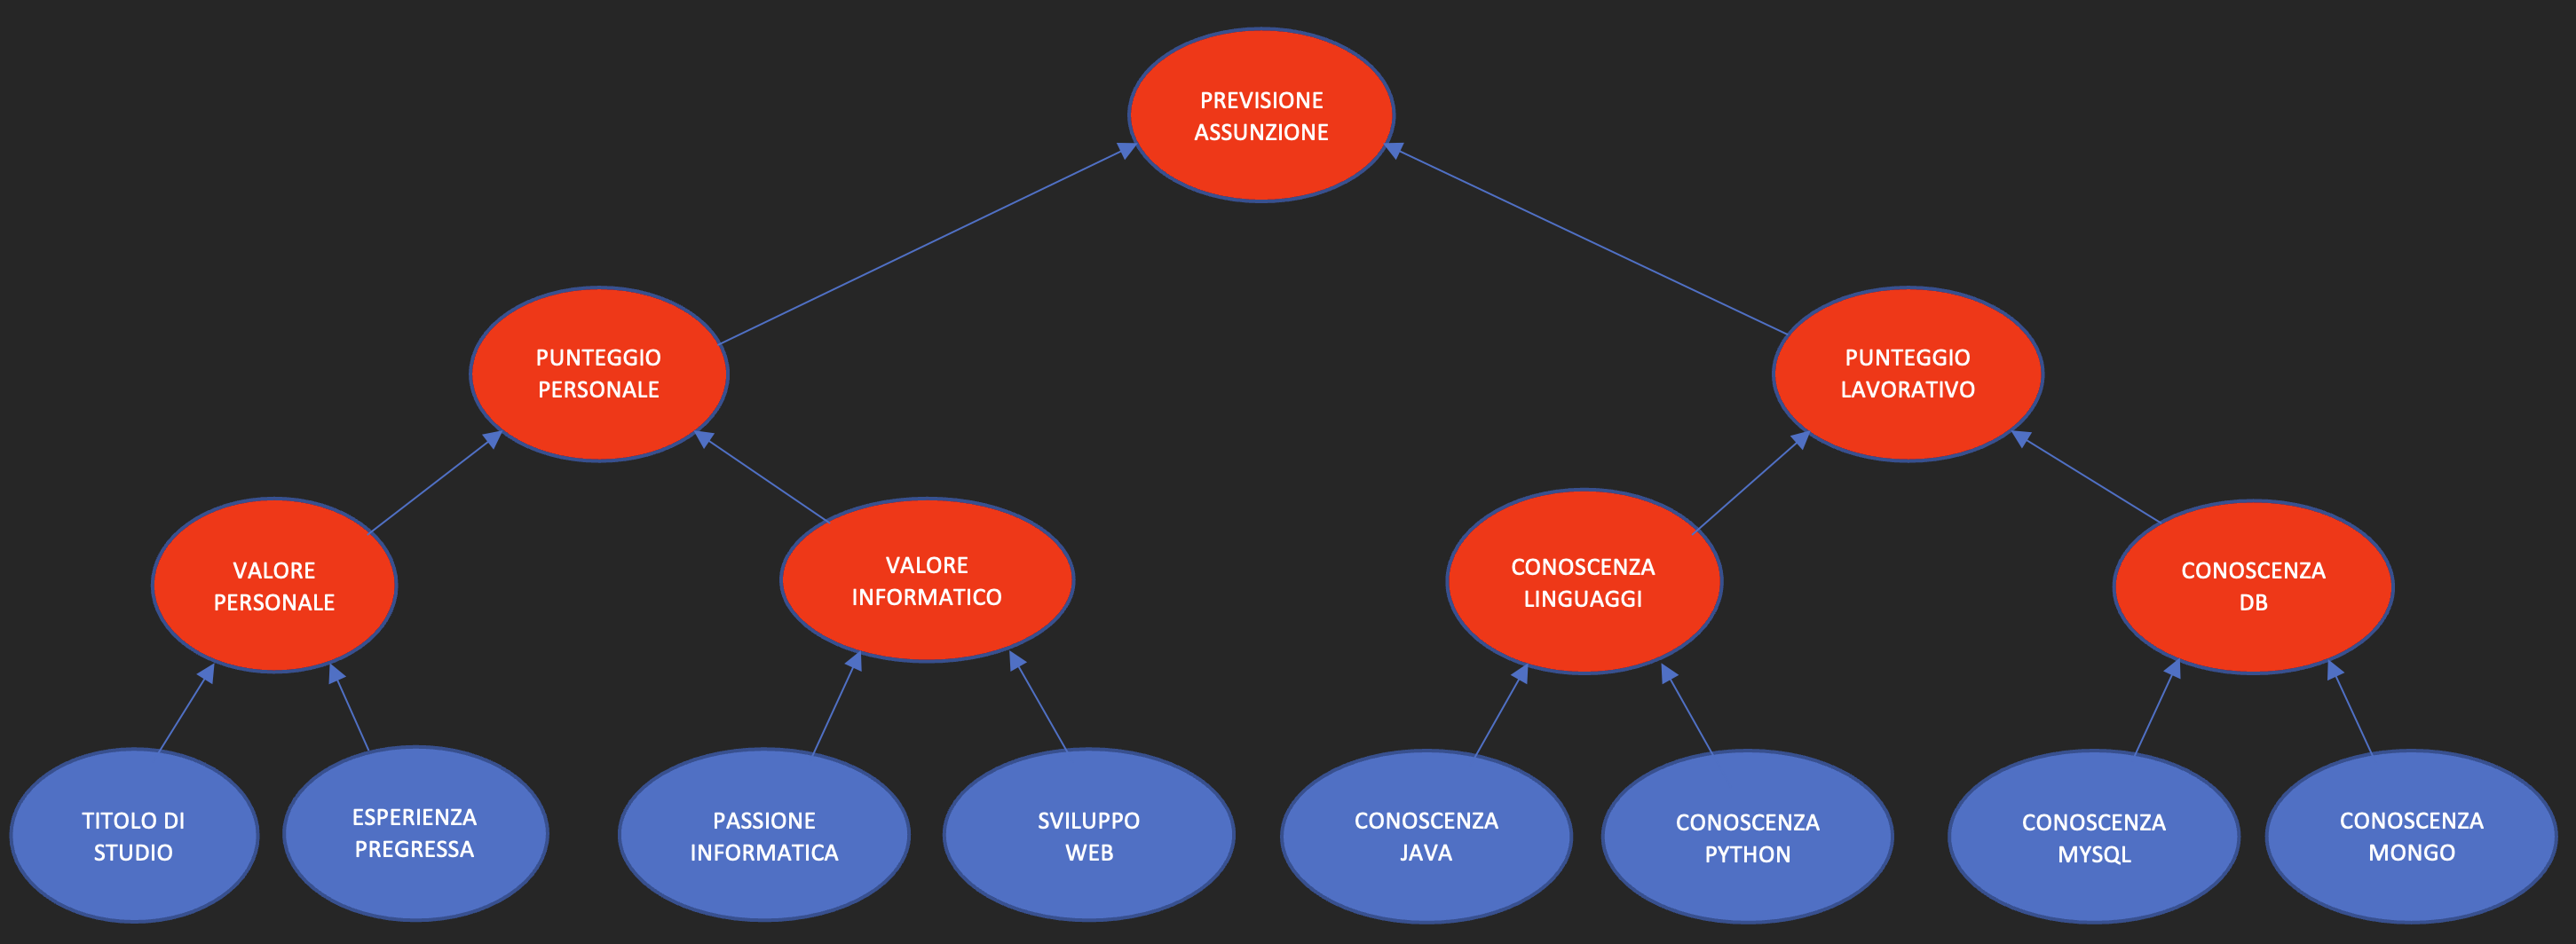 PREVISIONE
ASSUNZIONE
PUNTEGGIO
PERSONALE
PUNTEGGIO
LAVORATIVO
VALORE
PERSONALE
VALORE
INFORMATICO
CONOSCENZA
LINGUAGGI
CONOSCENZA
DB
TITOLO DI
STUDIO
ESPERIENZA
PREGRESSA
PASSIONE
INFORMATICA
SVILUPPO
WEB
CONOSCENZA
JAVA
CONOSCENZA
PYTHON
CONOSCENZA
MYSQL
CONOSCENZA
MONGO